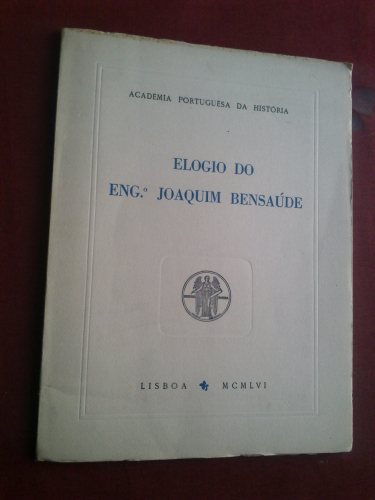 ACADEMIA PORTUGUESA DA HISTÓRIA
ELOGIO DO
ENG.º JOAQUIM BENSAÚDE
LISBOA MCMLVI